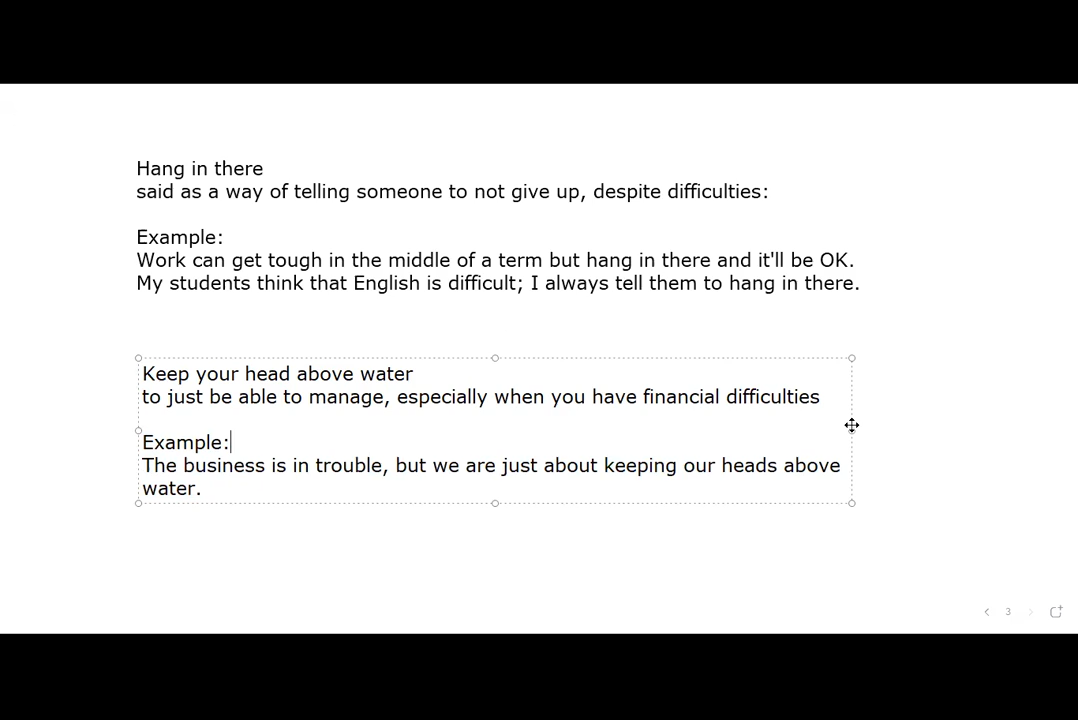 Hang in there
said as a way of telling someone to not give up, despite difficulties:
Example:
Work can get tough in the middle of a term but hang in there and it'll be OK.
My students think that English is difficult; I always tell them to hang in there.
Keep your head above water
to just be able to manage, especially when you have financial difficulties
Example:
The business is in trouble, but we are just about keeping our heads above
water.
3